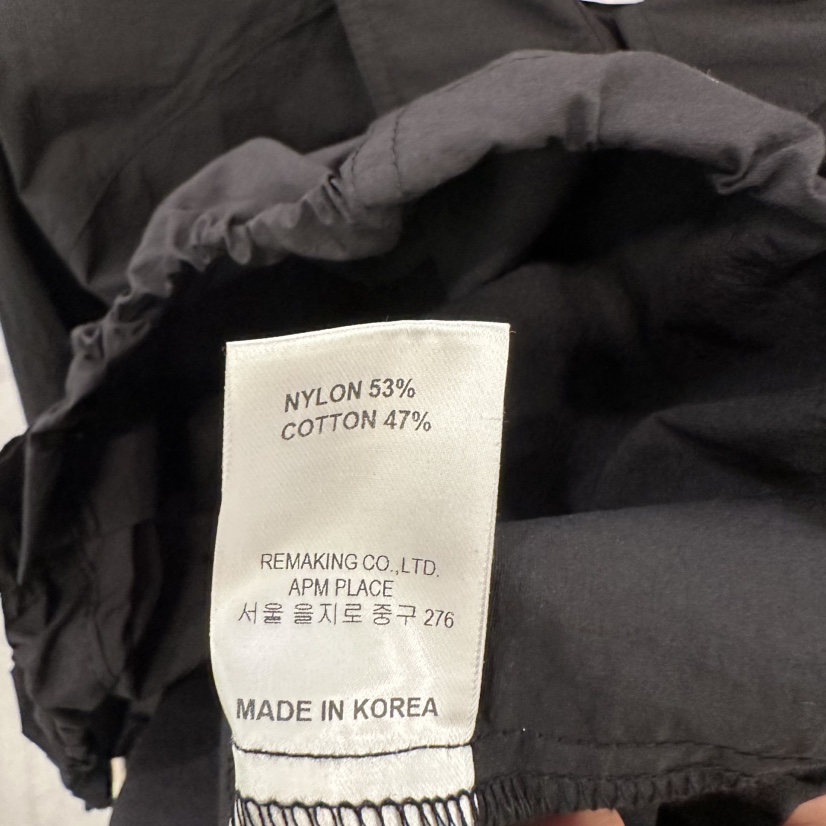 NYLON 53%
COTTON 47%
REMAKING CO.,LTD.
APM PLACE
서울 을지로 중구 276
MADE IN KOREA